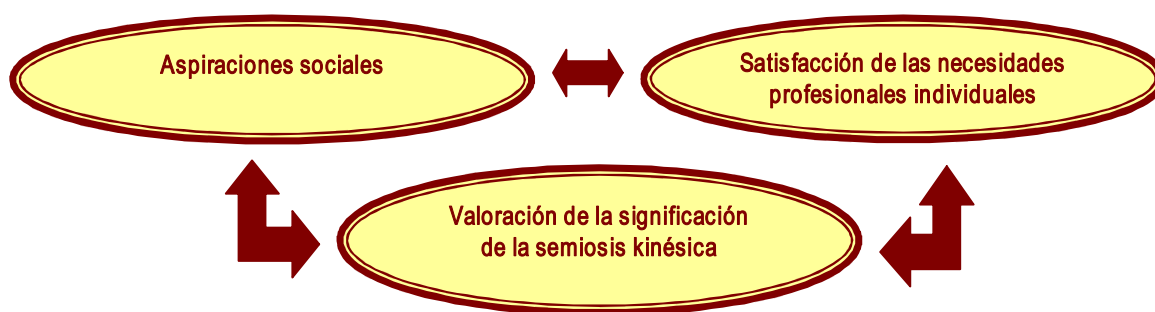 Aspiraciones sociales
Satisfacción de las necesidades
profesionales individuales
Valoración de la significación
de la semiosis kinésica